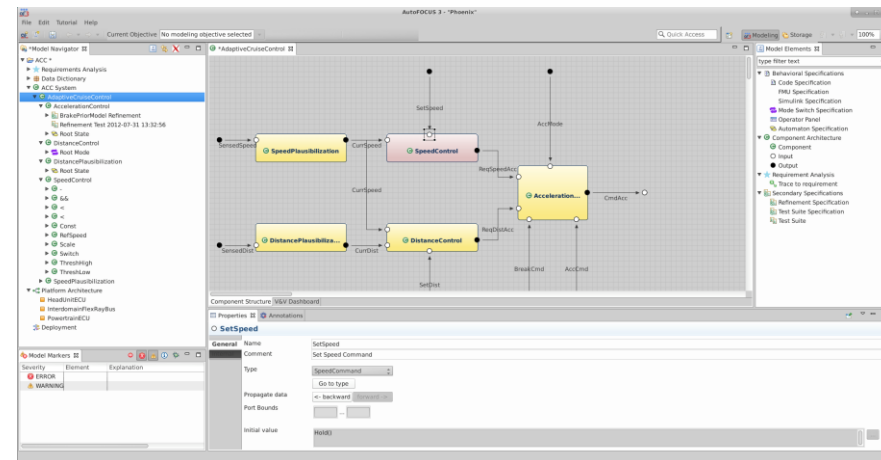 AutoFOCUS 3 - "Phoenix"
File Edit Tutorial Help
Current Objective No modeling objective selected
Quick Access
Modeling
Storage
100%
*Model Navigator
ACC *
Requirements Analysis
Data Dictionary
ACC System
AdaptiveCruiseControl
AccelerationControl
BrakePriorModel Refinement
Refinement Test 2012-07-31 13:32:56
Root State
DistanceControl
Root Mode
DistancePlausibilization
Root State
SpeedControl
-
&&
<
<
Const
RefSpeed
Scale
Switch
ThreshHigh
ThreshLow
SpeedPlausibilization
Platform Architecture
HeadUnitECU
InterdomainFlexRayBus
PowertrainECU
Deployment
Model Markers
Severity Element Explanation
ERROR
WARNING
*AdaptiveCruiseControl
SetSpeed
AccMode
SensedSpeed
SpeedPlausibilization
CurrSpeed
SpeedControl
ReqSpeedAcc
CurrSpeed
Acceleration...
CmdAcc
SensedDist
DistancePlausibiliza...
CurrDist
DistanceControl
ReqDistAcc
BreakCmd
AccCmd
SetDist
Component Structure V&V Dashboard
Properties
Annotations
SetSpeed
General
Name SetSpeed
Comment Set Speed Command
Type SpeedCommand
Go to type
Propagate data <- backward forward ->
Port Bounds ..
Initial value Hold()
Model Elements
type filter text
Behavioral Specifications
Code Specification
FMU Specification
Simulink Specification
Mode Switch Specification
Operator Panel
Automaton Specification
Component Architecture
Component
Input
Output
Requirement Analysis
Trace to requirement
Secondary Specifications
Refinement Specification
Test Suite Specification
Test Suite